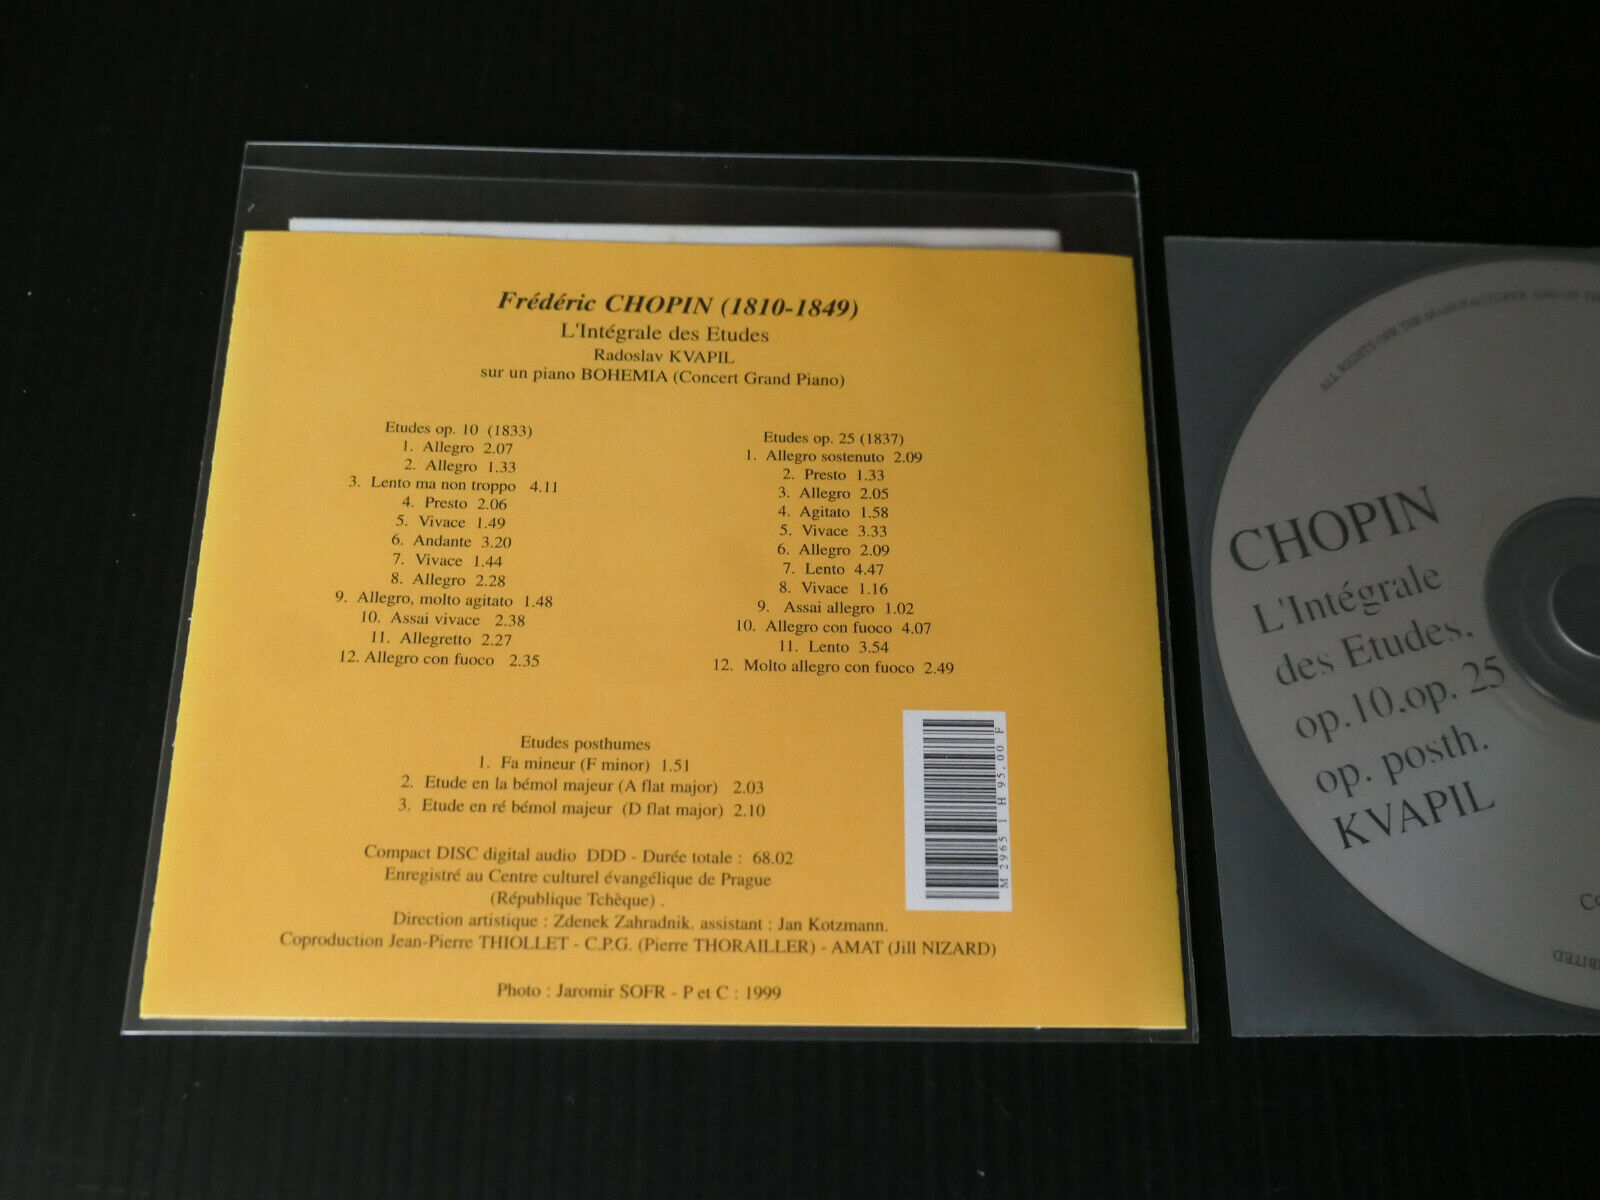 Frédéric CHOPIN (1810-1849)
L'Intégrale des Etudes
Radoslav KVAPIL
sur un piano BOHEMIA (Concert Grand Piano)
Etudes op. 10 (1833)
1. Allegro 2.07
2. Allegro 1.33
3. Lento ma non troppo 4.11
4. Presto 2.06
5. Vivace 1.49
6. Andante 3.20
7. Vivace 1.44
8. Allegro 2.28
9. Allegro, molto agitato 1.48
10. Assai vivace 2.38
11. Allegretto 2.27
12. Allegro con fuoco 2.35
Etudes op. 25 (1837)
1. Allegro sostenuto 2.09
2. Presto 1.33
3. Allegro 2.05
4. Agitato 1.58
5. Vivace 3.33
6. Allegro 2.09
7. Lento 4.47
8. Vivace 1.16
9. Assai allegro 1.02
10. Allegro con fuoco 4.07
11. Lento 3.54
12. Molto allegro con fuoco 2.49
Etudes posthumes
1. Fa mineur (F minor) 1.51
2. Etude en la bémol majeur (A flat major) 2.03
3. Etude en ré bémol majeur (D flat major) 2.10
M 2965 1 H 95,00 F
Compact DISC digital audio DDD - Durée totale : 68.02
Enregistré au Centre culturel évangélique de Prague
(République Tchèque) .
Direction artistique : Zdenek Zahradnik. assistant : Jan Kotzmann.
Coproduction Jean-Pierre THIOLLET - C.P.G. (Pierre THORAILLER) - AMAT (Jill NIZARD)
Photo : Jaromir SOFR - P et C : 1999
ALL RIGHTS OF THE MANUFACTURER AND OF THE
CHOPIN
L'Intégrale
des Etudes.
op.10.op. 25
op. posth.
KVAPIL